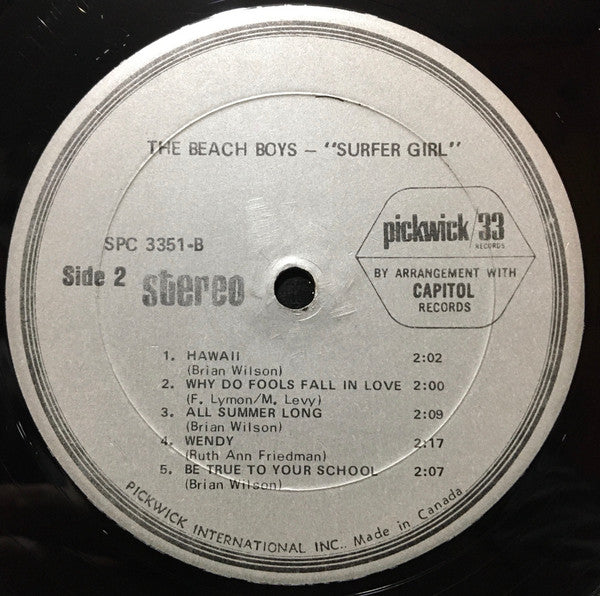 THE BEACH BOYS — "SURFER GIRL"
SPC 3351-B
Side 2 stereo
pickwick/33
RECORDS
BY ARRANGEMENT WITH
CAPITOL
RECORDS
1. HAWAII 2:02
(Brian Wilson)
2. WHY DO FOOLS FALL IN LOVE 2:00
(F. Lymon/M. Levy)
3. ALL SUMMER LONG 2:09
(Brian Wilson)
4. WENDY 2:17
(Ruth Ann Friedman)
5. BE TRUE TO YOUR SCHOOL 2:07
(Brian Wilson)
PICKWICK INTERNATIONAL INC.. Made in Canada